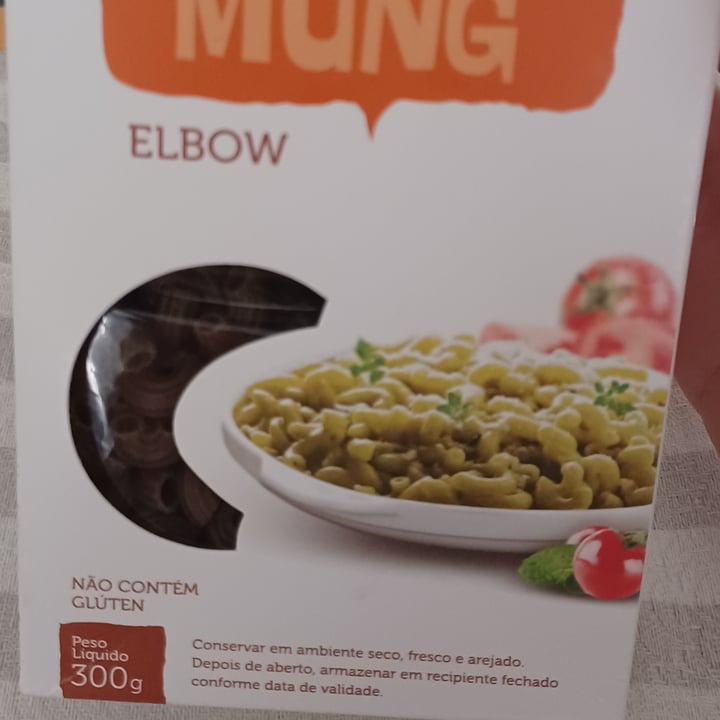 MUNG
ELBOW
NÃO CONTÉM
GLÚTEN
Peso
Líquido
300g
Conservar em ambiente seco, fresco e arejado.
Depois de aberto, armazenar em recipiente fechado
conforme data de validade.